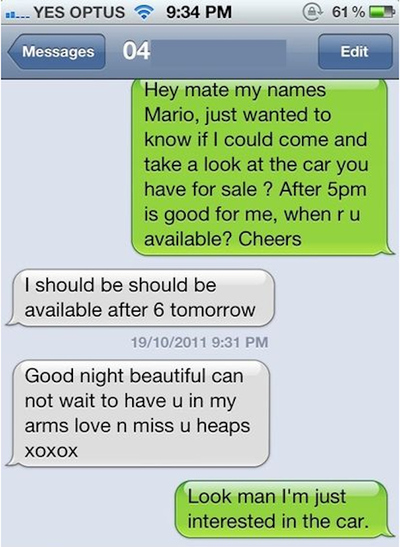 YES OPTUS 9:34 PM 61%
Messages 04 Edit
Hey mate my names
Mario, just wanted to
know if I could come and
take a look at the car you
have for sale ? After 5pm
is good for me, when r u
available? Cheers
I should be should be
available after 6 tomorrow
19/10/2011 9:31 PM
Good night beautiful can
not wait to have u in my
arms love n miss u heaps
xoxox
Look man I'm just
interested in the car.